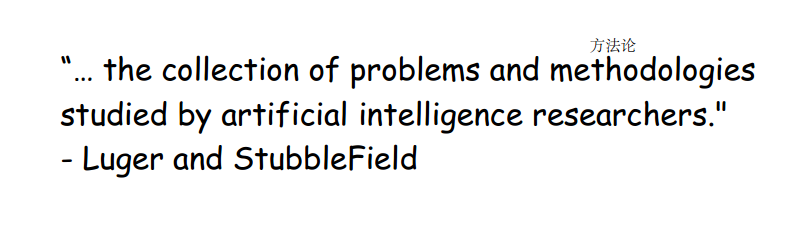 方法论
“… the collection of problems and methodologies
studied by artificial intelligence researchers."
- Luger and StubbleField